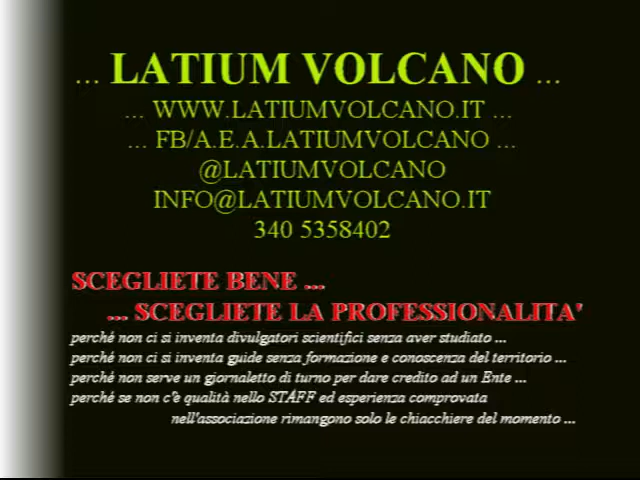 ... LATIUM VOLCANO ...
... WWW.LATIUMVOLCANO.IT ...
... FB/A.E.A.LATIUMVOLCANO ...
@LATIUMVOLCANO
INFO@LATIUMVOLCANO.IT
340 5358402
SCEGLIETE BENE ...
... SCEGLIETE LA PROFESSIONALITA'
perché non ci si inventa divulgatori scientifici senza aver studiato ...
perché non ci si inventa guide senza formazione e conoscenza del territorio ...
perché non serve un giornaletto di turno per dare credito ad un Ente ...
perché se non c'è qualità nello STAFF ed esperienza comprovata
nell'associazione rimangono solo le chiacchiere del momento ...